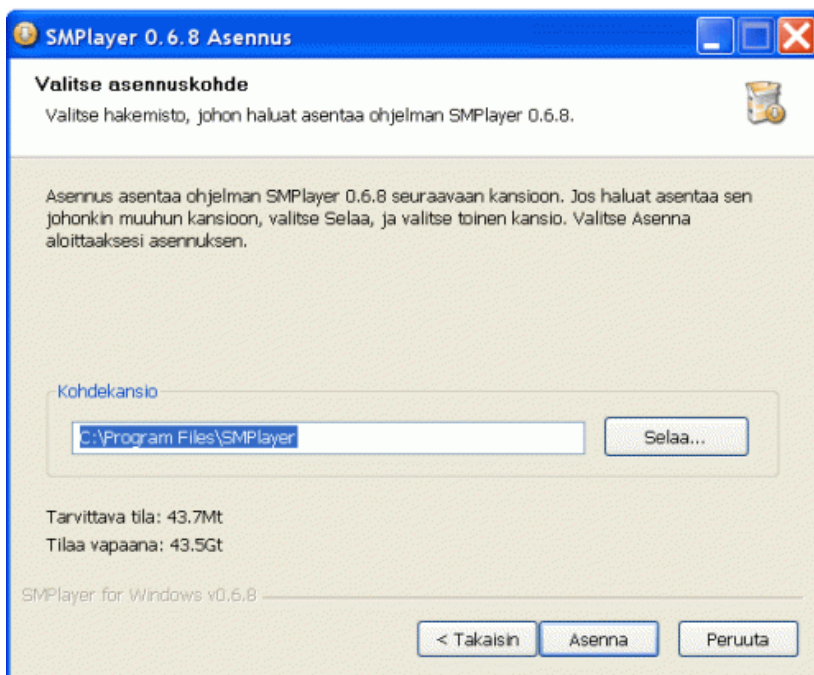 SMPlayer 0.6.8 Asennus
Valitse asennuskohde
Valitse hakemisto, johon haluat asentaa ohjelman SMPlayer 0.6.8.
Asennus asentaa ohjelman SMPlayer 0.6.8 seuraavaan kansioon. Jos haluat asentaa sen
johonkin muuhun kansioon, valitse Selaa, ja valitse toinen kansio. Valitse Asenna
aloittaaksesi asennuksen.
Kohdekansio
C:\Program Files\SMPlayer
Selaa...
Tarvittava tila: 43.7Mt
Tilaa vapaana: 43.5Gt
SMPlayer for Windows v0.6.8
< Takaisin
Asenna
Peruuta